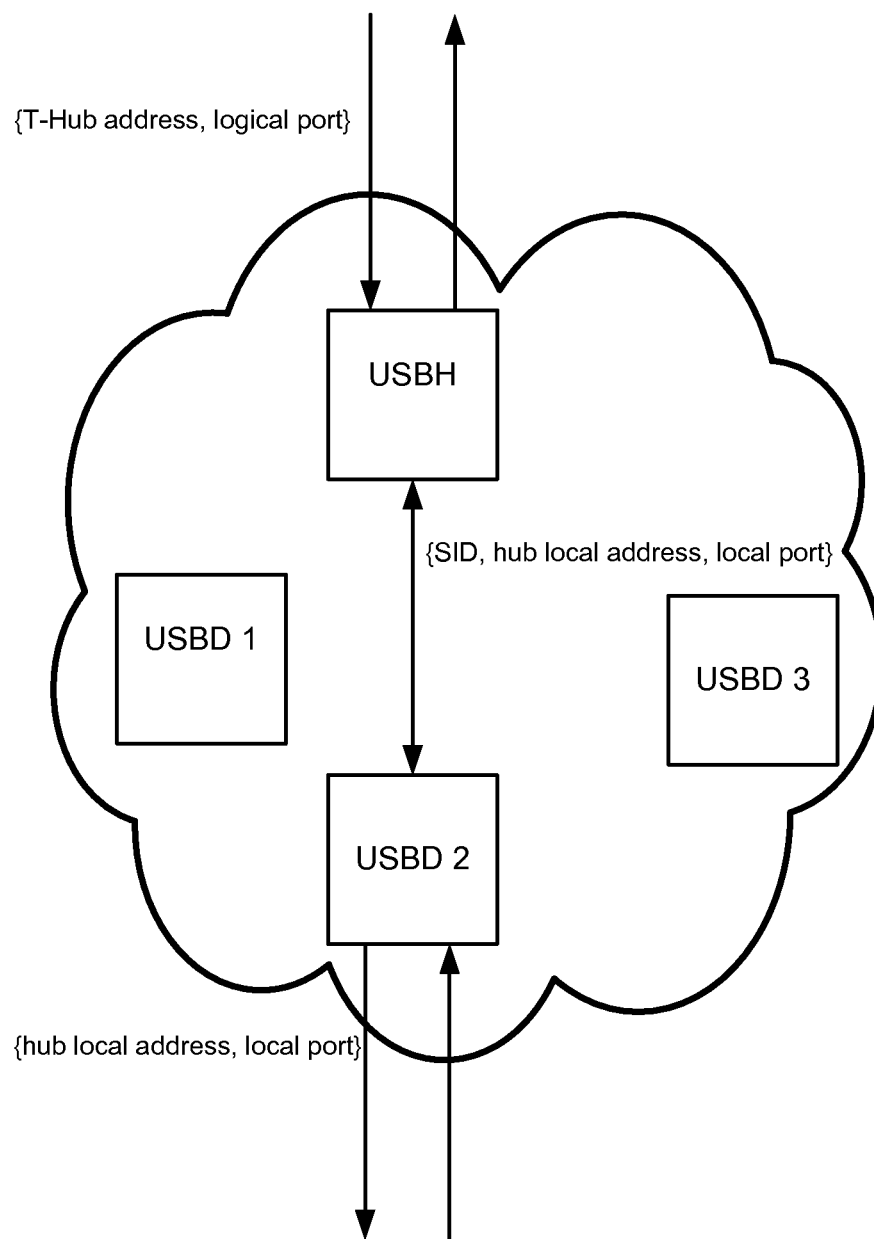 {T-Hub address, logical port}
USBH
{SID, hub local address, local port}
USBD 1
USBD 3
USBD 2
{hub local address, local port}